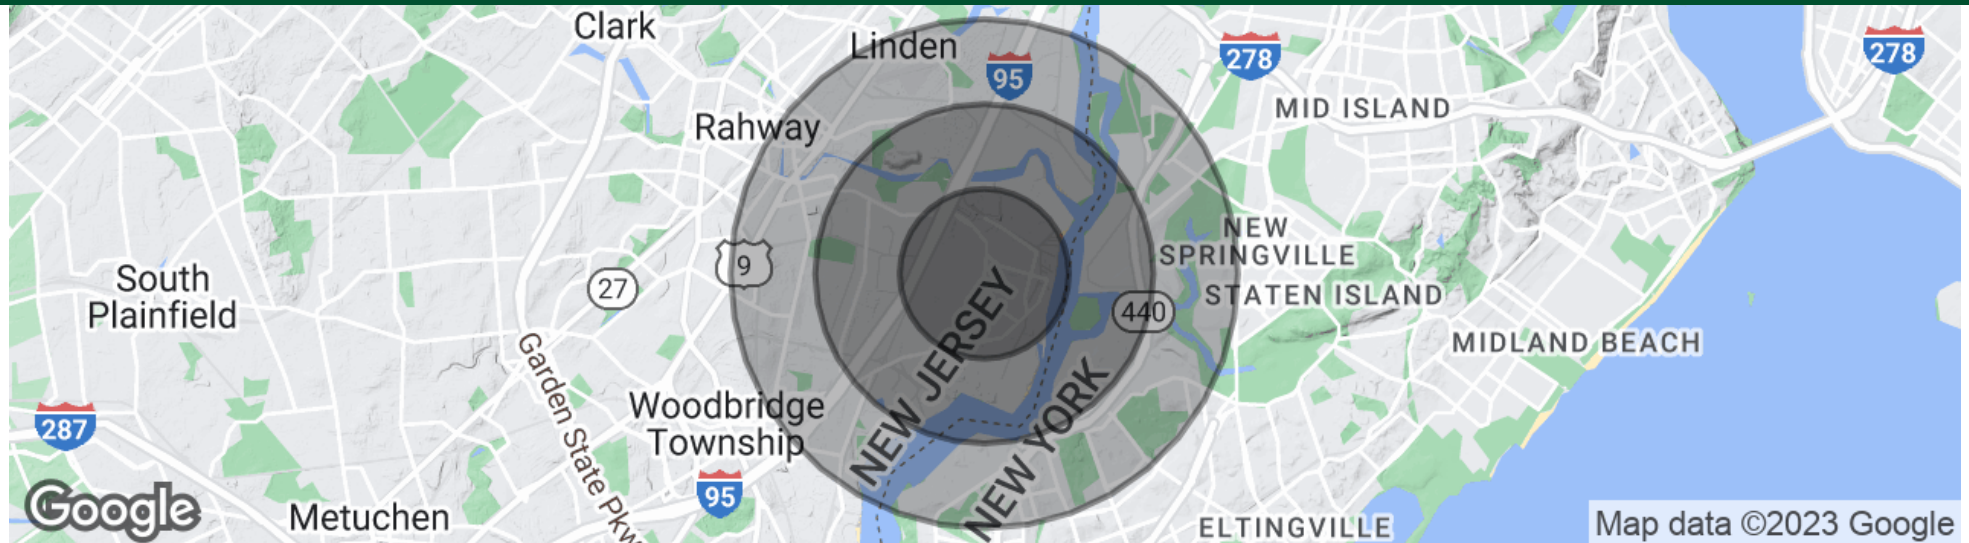 Clark
Linden
95
278
278
MID ISLAND
Rahway
NEW
SPRINGVILLE
9
South
Plainfield
27
STATEN ISLAND
440
NEW JERSEY
MIDLAND BEACH
Garden State Pkwy
Woodbridge
Township
NEW YORK
287
95
Google
Metuchen
ELTINGVILLE
Map data ©2023 Google